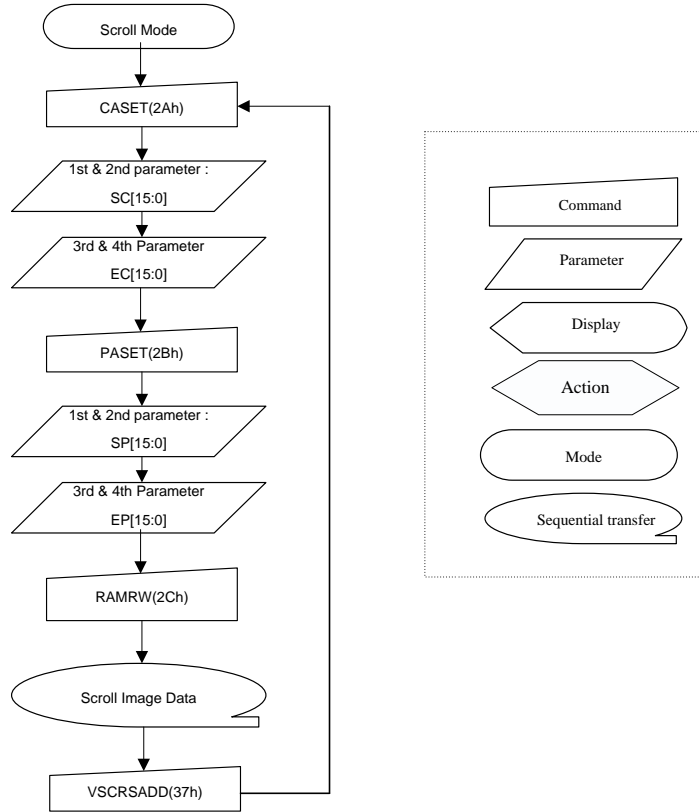 Scroll Mode
CASET(2Ah)
1st & 2nd parameter :
SC[15:0]
3rd & 4th Parameter
EC[15:0]
PASET(2Bh)
1st & 2nd parameter :
SP[15:0]
3rd & 4th Parameter
EP[15:0]
RAMRW(2Ch)
Scroll Image Data
VSCRSADD(37h)
Command
Parameter
Display
Action
Mode
Sequential transfer